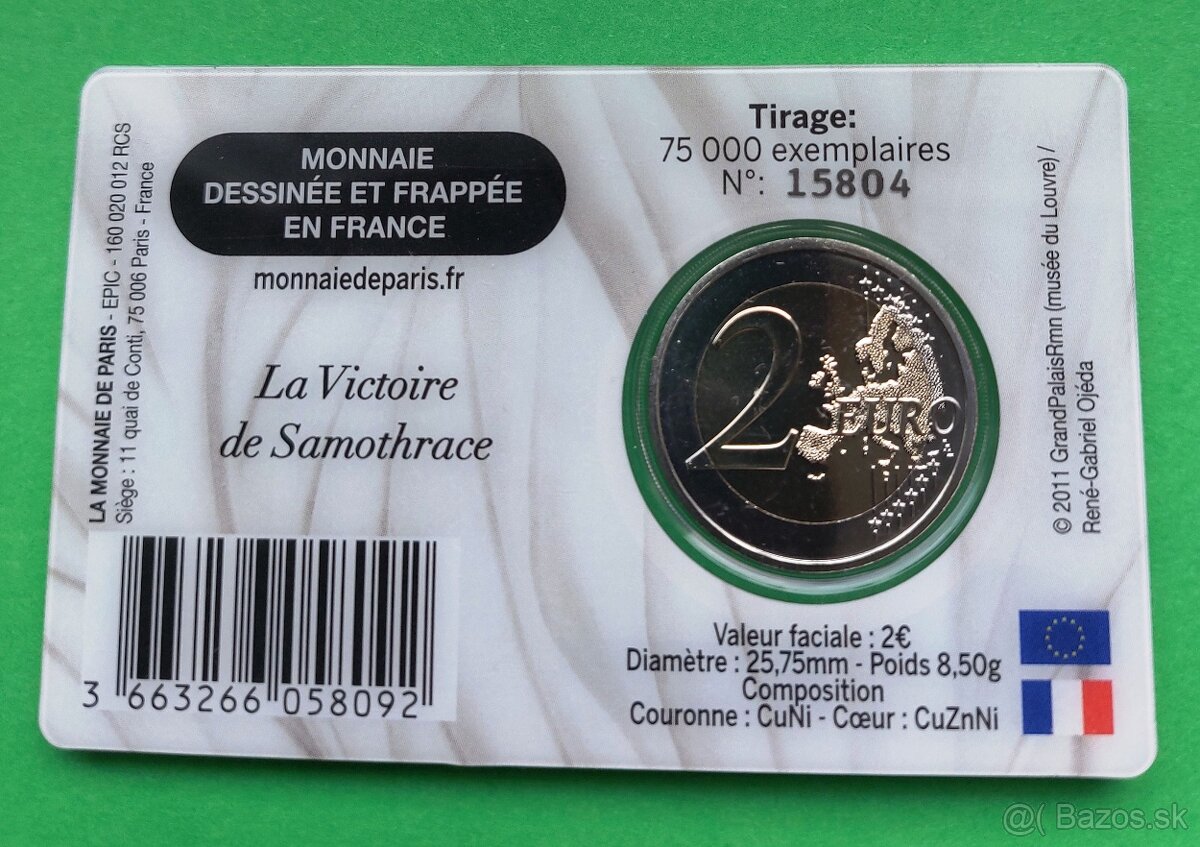 LA MONNAIE DE PARIS - EPIC - 160 020 012 RCS
Siège : 11 quai de Conti, 75 006 Paris - France
MONNAIE
DESSINÉE ET FRAPPÉE
EN FRANCE
monnaiedeparis.fr
La Victoire
de Samothrace
3 663266 058092
Tirage:
75 000 exemplaires
N°: 15804
2 EURO
Valeur faciale : 2€
Diamètre : 25,75mm - Poids 8,50g
Composition
Couronne : CuNi - Cœur : CuZnNi
© 2011 GrandPalaisRmn (musée du Louvre) /
René-Gabriel Ojéda
@( Bazos.sk